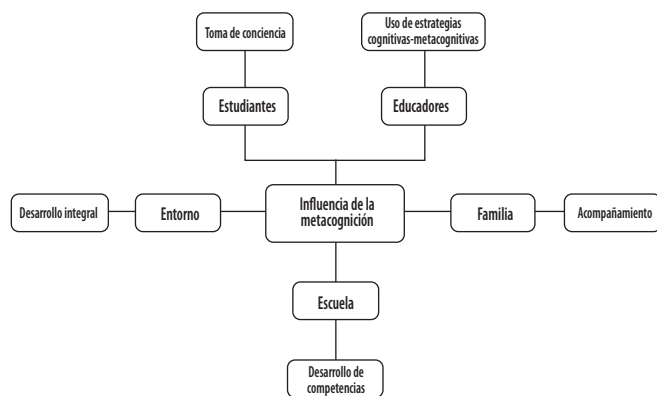 Toma de conciencia
Uso de estrategias
cognitivas-metacognitivas
Estudiantes
Educadores
Desarrollo integral
Entorno
Influencia de la
metacognición
Familia
Acompañamiento
Escuela
Desarrollo de
competencias